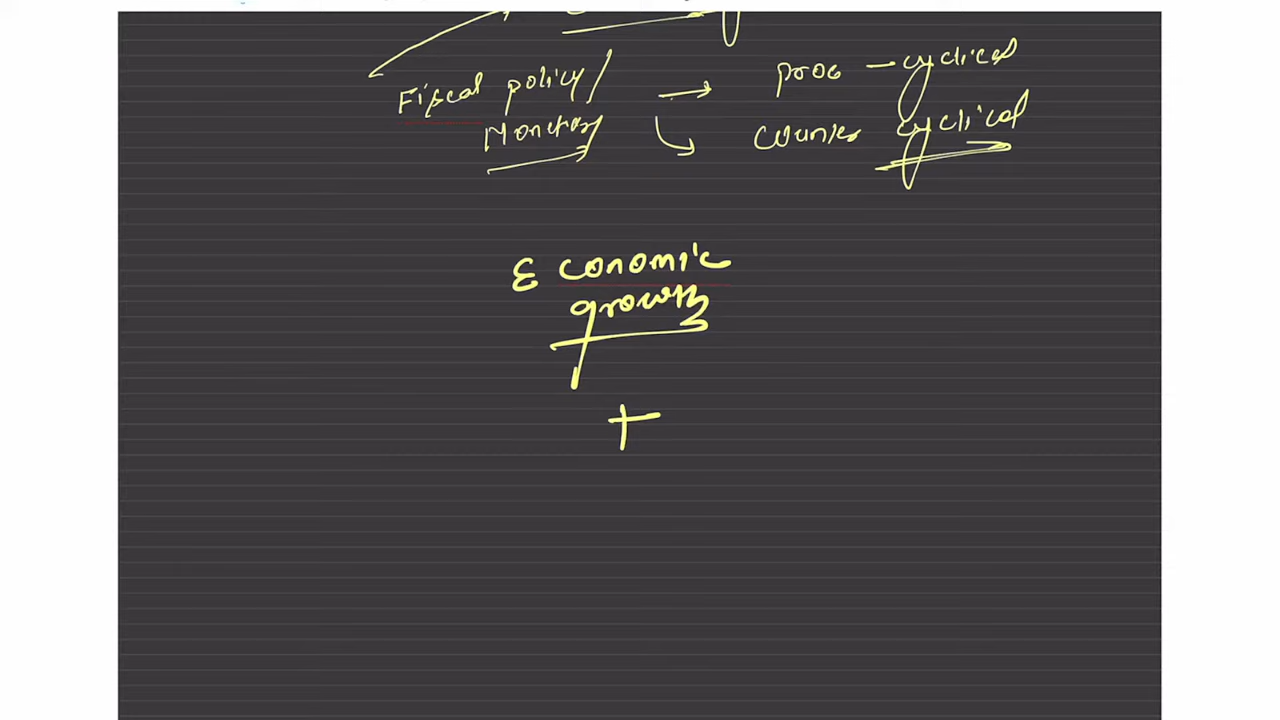 Fiscal policy/ → proc - cyclical
Monetary counter cyclical
Economic
growth
+